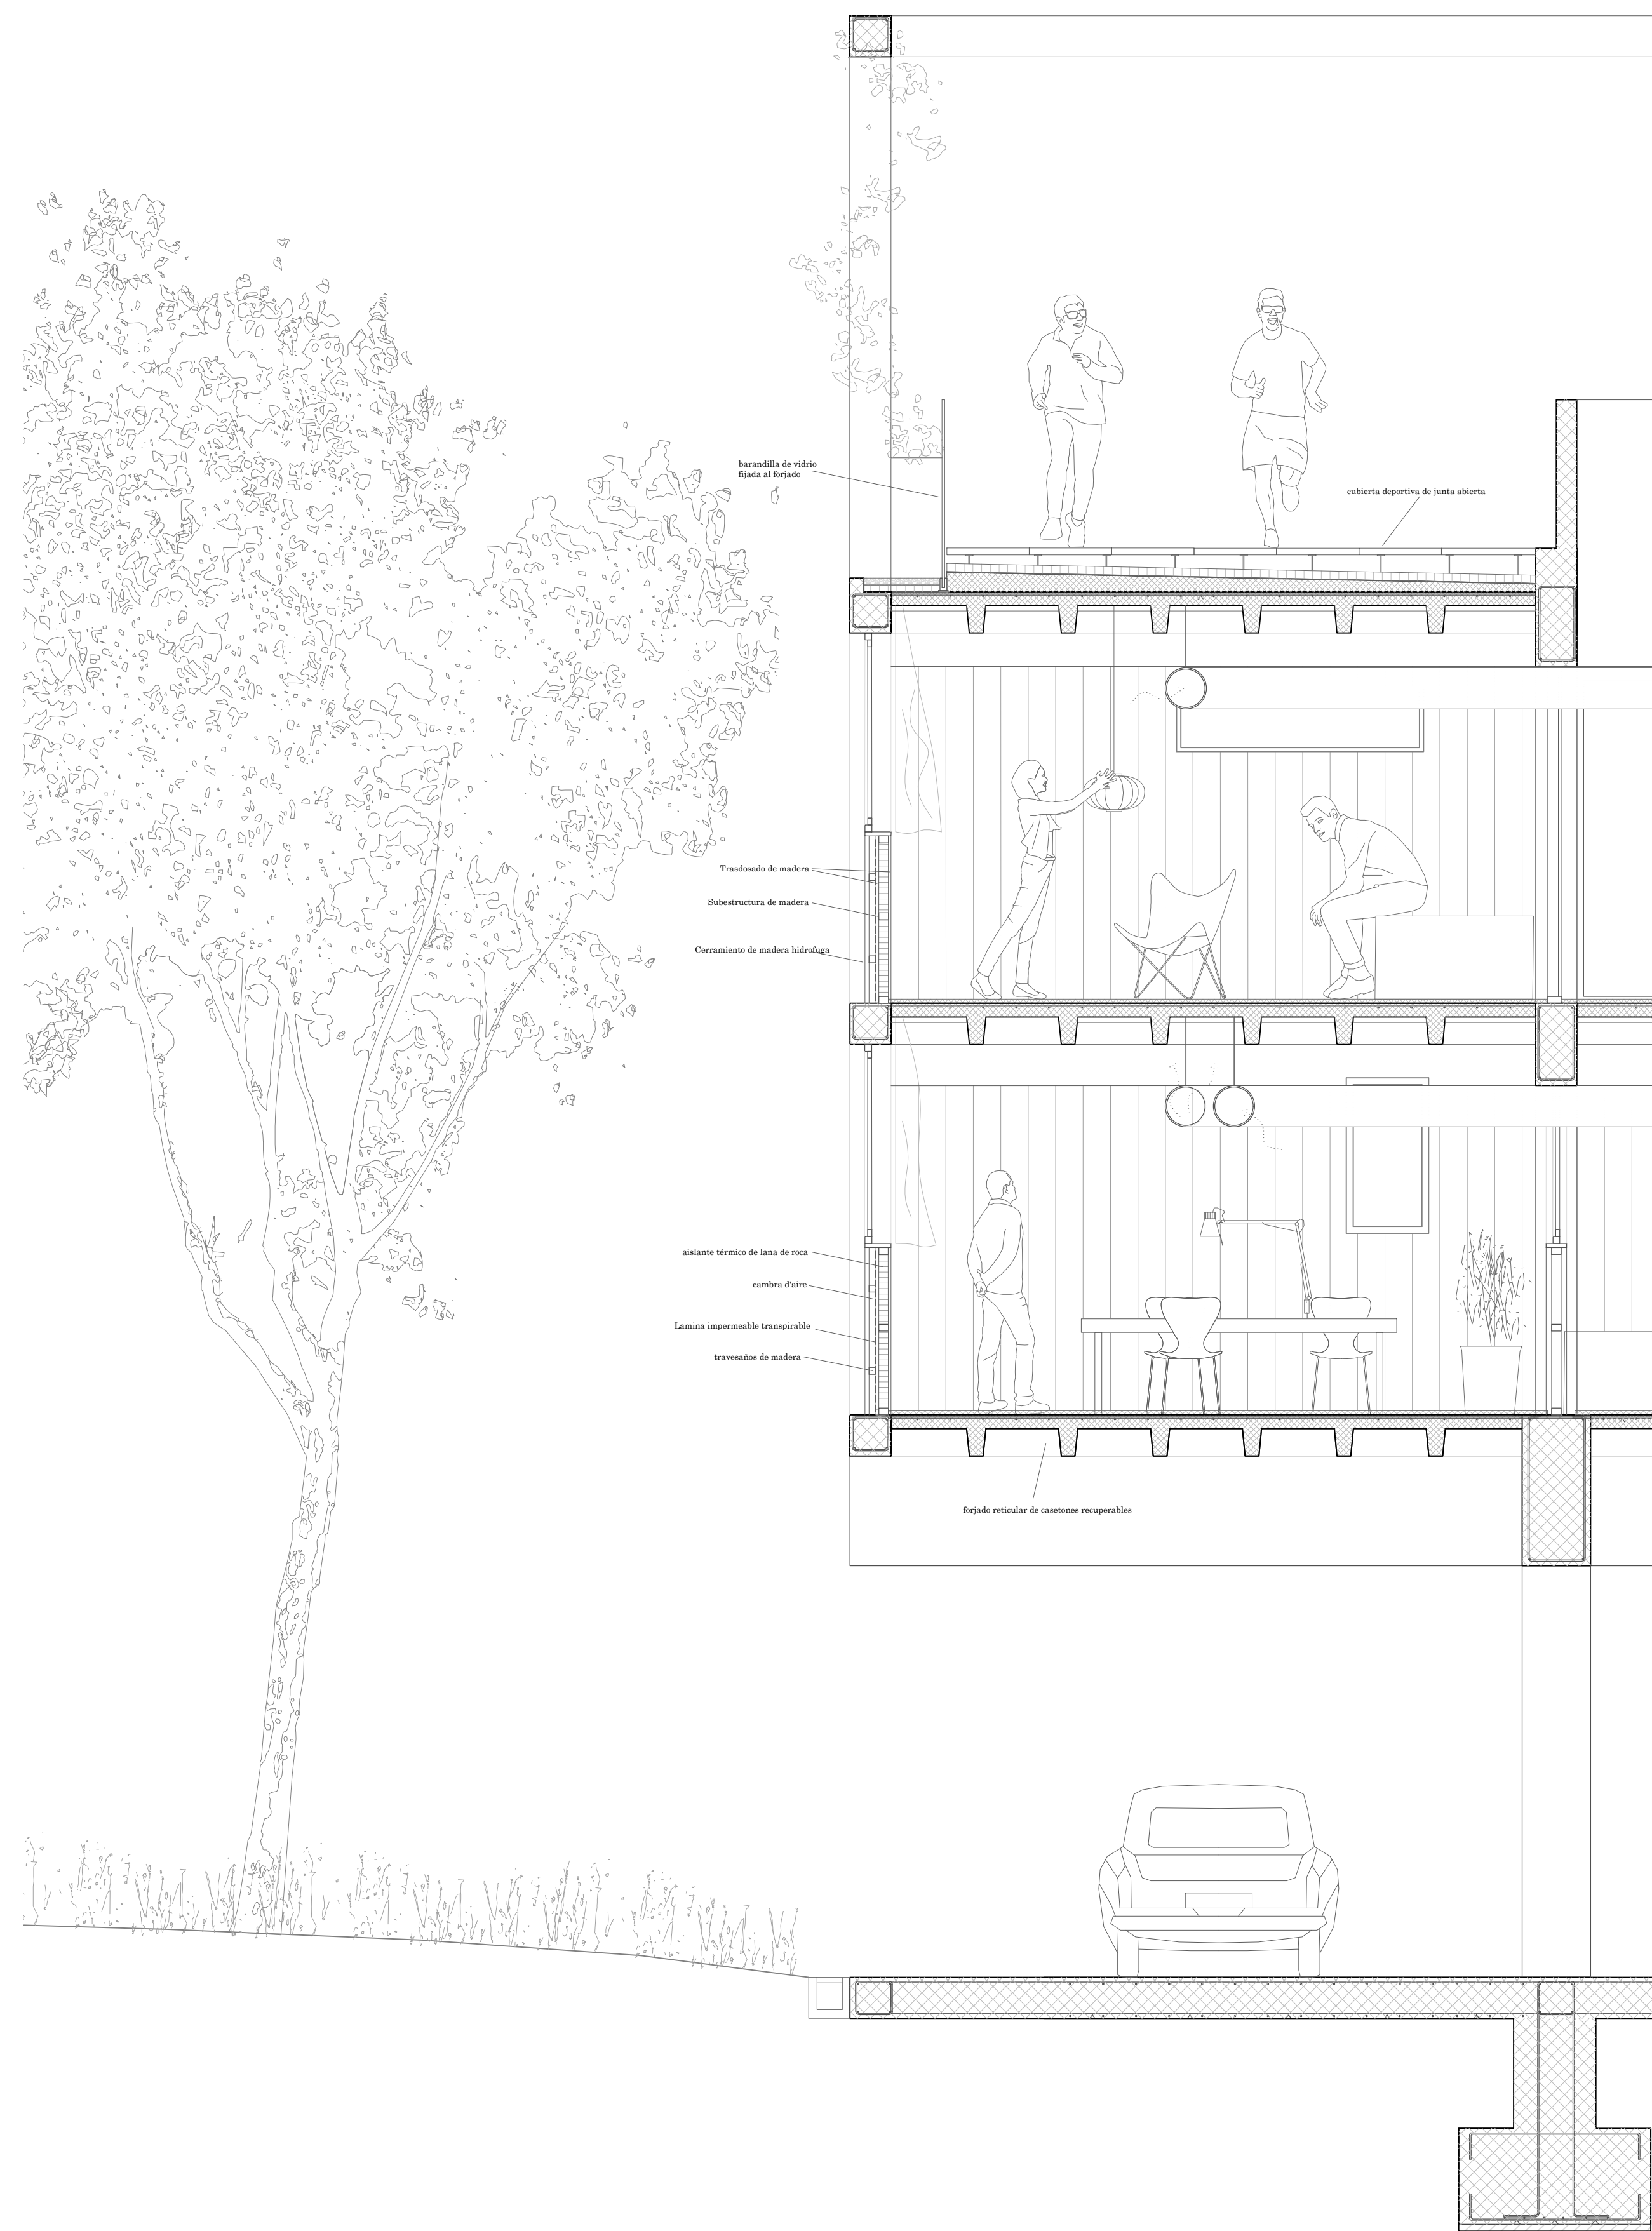 barandilla de vidrio
fijada al forjado
cubierta deportiva de junta abierta
Trasdosado de madera
Subestructura de madera
Cerramiento de madera hidrofuga
aislante térmico de lana de roca
cambra d'aire
Lamina impermeable transpirable
travesaños de madera
forjado reticular de casetones recuperables